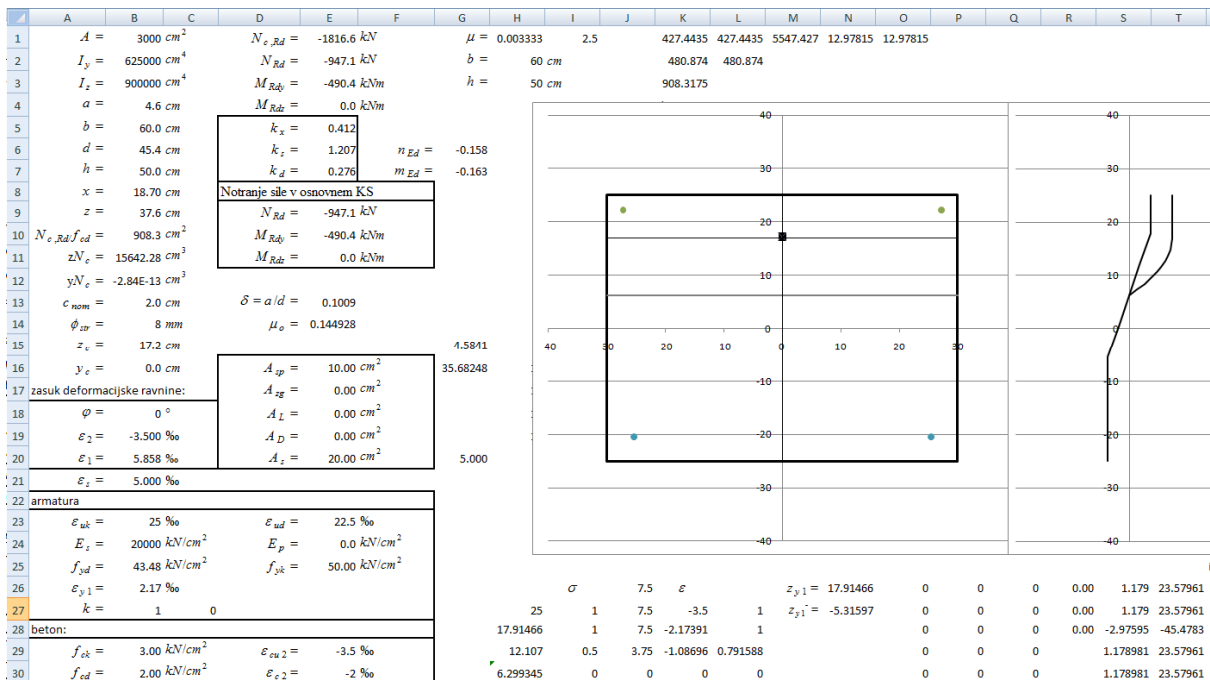 A B C D E F G H I J K L M N O P Q R S T
1 A = 3000 cm² N c,Rd = -1816.6 kN μ = 0.003333 2.5 427.4435 427.4435 5547.427 12.97815 12.97815
2 I y = 625000 cm⁴ N Rd = -947.1 kN b = 60 cm 480.874 480.874
3 I z = 900000 cm⁴ M Rdy = -490.4 kNm h = 50 cm 908.3175
4 a = 4.6 cm M Rdz = 0.0 kNm
5 b = 60.0 cm k x = 0.412
6 d = 45.4 cm k z = 1.207 n Ed = -0.158
7 h = 50.0 cm k d = 0.276 m Ed = -0.163
8 x = 18.70 cm Notranje sile v osnovnem KS
9 z = 37.6 cm N Rd = -947.1 kN
10 N c,Rd/f cd = 908.3 cm² M Rdy = -490.4 kNm
11 zN c = 15642.28 cm³ M Rdz = 0.0 kNm
12 yN c = -2.84E-13 cm³
13 c nom = 2.0 cm δ = a/d = 0.1009
14 ϕ str = 8 mm μ o = 0.144928
15 z c = 17.2 cm 4.5841
16 y c = 0.0 cm A sp = 10.00 cm² 35.68248
17 zasuk deformacijske ravnine: A zg = 0.00 cm²
18 φ = 0 ° A L = 0.00 cm²
19 ε 2 = -3.500 ‰ A D = 0.00 cm²
20 ε 1 = 5.858 ‰ A s = 20.00 cm² 5.000
21 ε s = 5.000 ‰
22 armatura
23 ε uk = 25 ‰ ε ud = 22.5 ‰
24 E s = 20000 kN/cm² E p = 0.0 kN/cm²
25 f yd = 43.48 kN/cm² f yk = 50.00 kN/cm²
26 ε y1 = 2.17 ‰ σ 7.5 ε z y1 = 17.91466 0 0 0 0.00 1.179 23.57961
27 k = 1 0 25 1 7.5 -3.5 1 z y1⁻ = -5.31597 0 0 0 0.00 1.179 23.57961
28 beton: 17.91466 1 7.5 -2.17391 1 0 0 0 0.00 -2.97595 -45.4783
29 f ck = 3.00 kN/cm² ε cu2 = -3.5 ‰ 12.107 0.5 3.75 -1.08696 0.791588 0 0 0 1.178981 23.57961
30 f cd = 2.00 kN/cm² ε c2 = -2 ‰ 6.299345 0 0 0 0 0 0 0 1.178981 23.57961
40
30
20
10
0
40 30 20 10 0 10 20 30
-10
-20
-30
-40
40
30
20
10
0
-10
-20
-30
-40